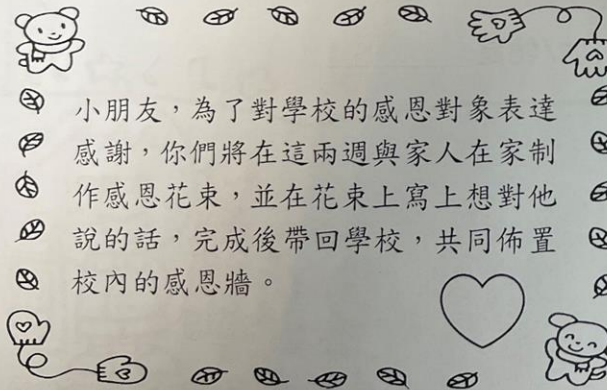 小朋友，為了對學校的感恩對象表達
感謝，你們將在這兩週與家人在家制
作感恩花束，並在花束上寫上想對他
說的話，完成後帶回學校，共同佈置
校內的感恩牆。